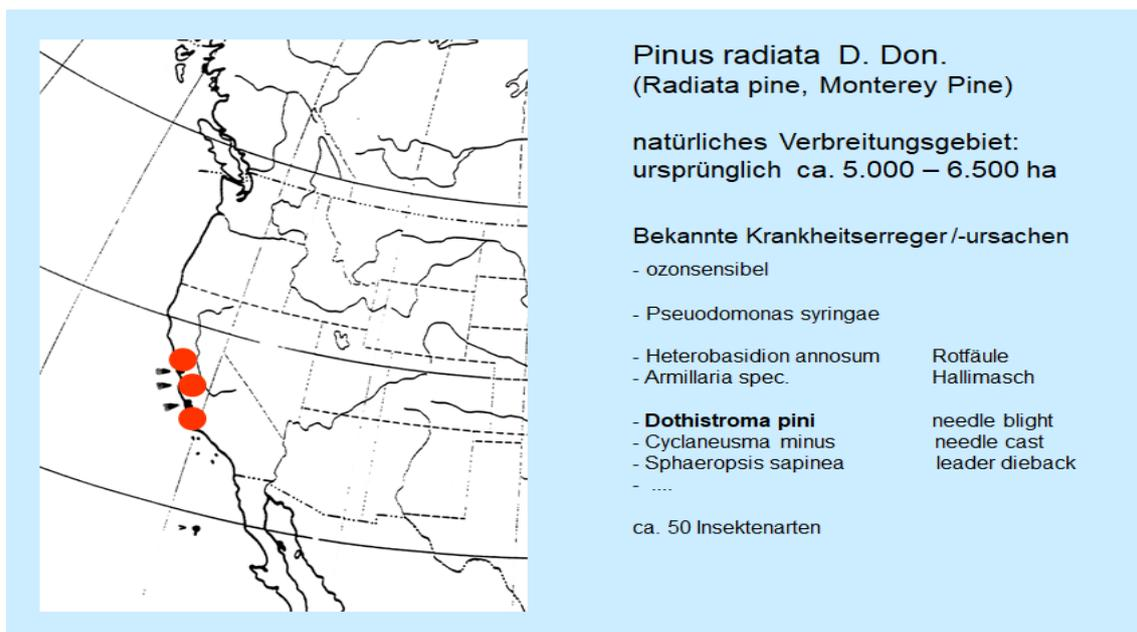 Pinus radiata D. Don.
(Radiata pine, Monterey Pine)
natürliches Verbreitungsgebiet:
ursprünglich ca. 5.000 – 6.500 ha
Bekannte Krankheitserreger/-ursachen
- ozonsensibel
- Pseuodomonas syringae
- Heterobasidion annosum Rotfäule
- Armillaria spec. Hallimasch
- Dothistroma pini needle blight
- Cyclaneusma minus needle cast
- Sphaeropsis sapinea leader dieback
- ....
ca. 50 Insektenarten